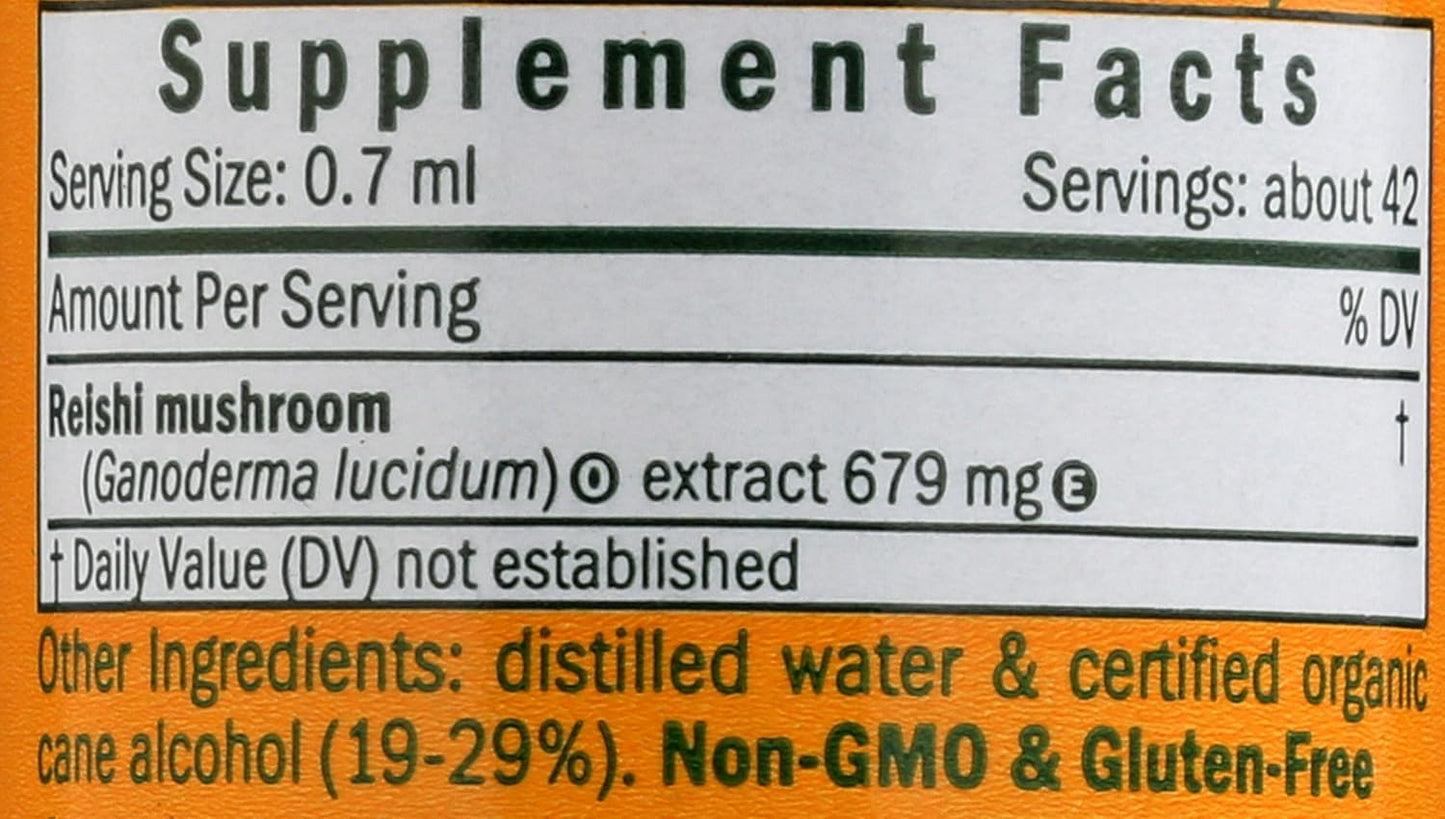 Supplement Facts
Serving Size: 0.7 ml Servings: about 42
Amount Per Serving % DV
Reishi mushroom †
(Ganoderma lucidum) Ⓞ extract 679 mg Ⓔ
† Daily Value (DV) not established
Other Ingredients: distilled water & certified organic
cane alcohol (19-29%). Non-GMO & Gluten-Free